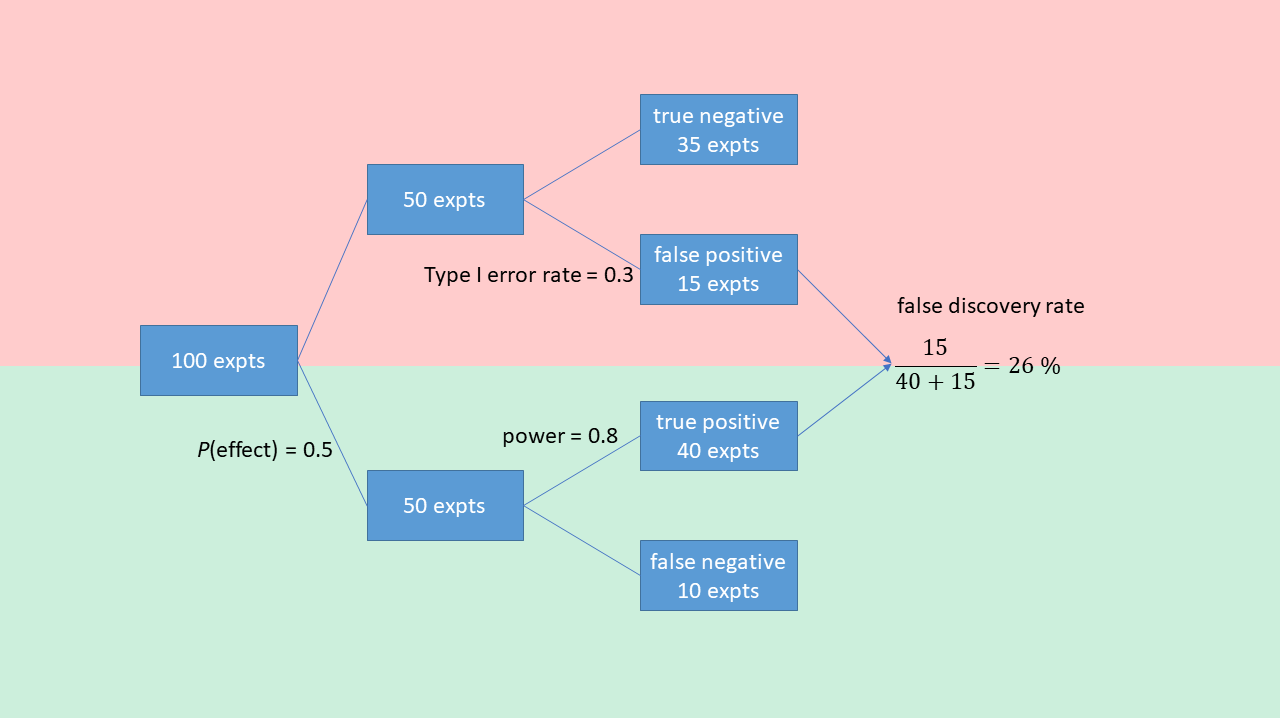 true negative
35 expts
50 expts
false positive
15 expts
Type I error rate = 0.3
false discovery rate
100 expts
15
40 + 15
= 26 %
true positive
40 expts
power = 0.8
P(effect) = 0.5
50 expts
false negative
10 expts